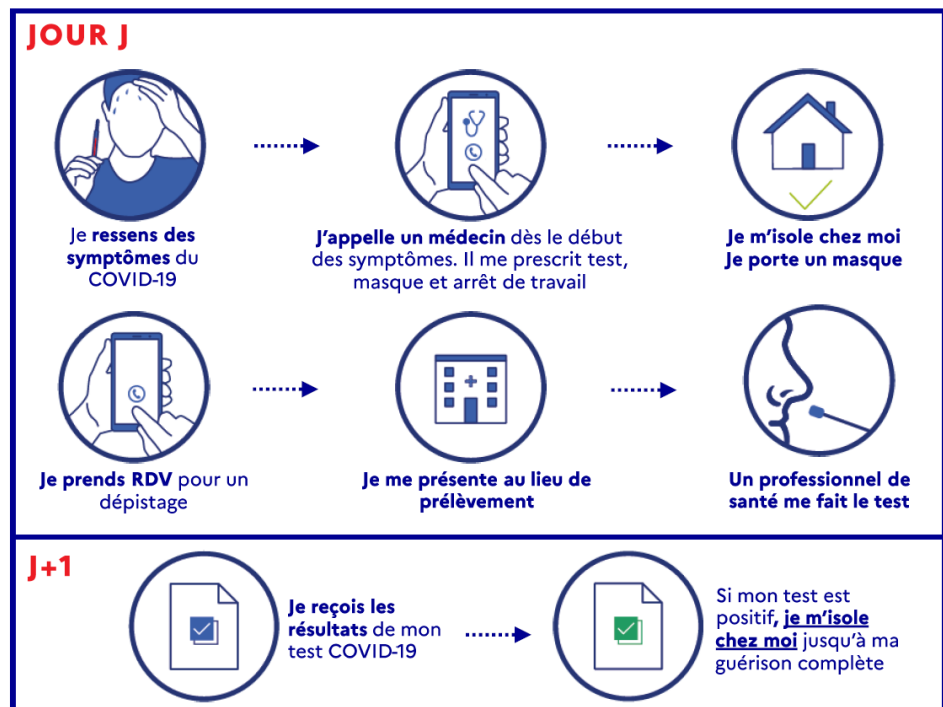 JOUR J
Je ressens des
symptômes du
COVID-19
J'appelle un médecin dès le début
des symptômes. Il me prescrit test,
masque et arrêt de travail
Je m'isole chez moi
Je porte un masque
Je prends RDV pour un
dépistage
Je me présente au lieu de
prélèvement
Un professionnel de
santé me fait le test
J+1
Je reçois les
résultats de mon
test COVID-19
Si mon test est
positif, je m'isole
chez moi jusqu'à ma
guérison complète